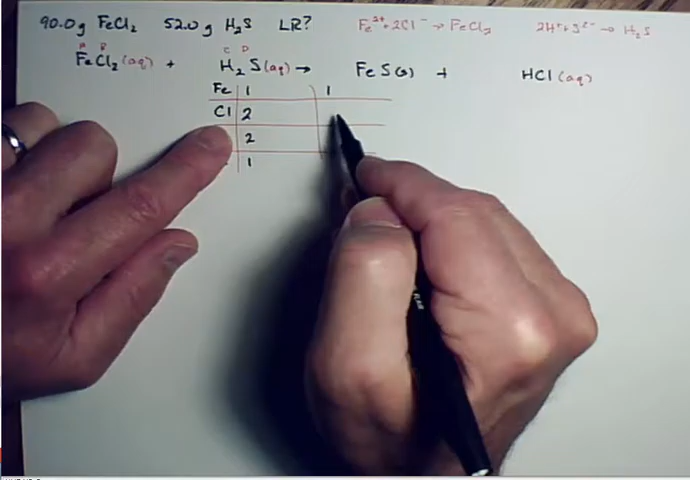 90.0g FeCl₂ 52.0g H₂S LR? Fe²⁺+2Cl⁻→FeCl₂ 2H⁺+S²⁻→H₂S
A B C D
FeCl₂(aq) + H₂S(aq) → FeS(s) + HCl(aq)
Fe 1 1
Cl 2
2
1